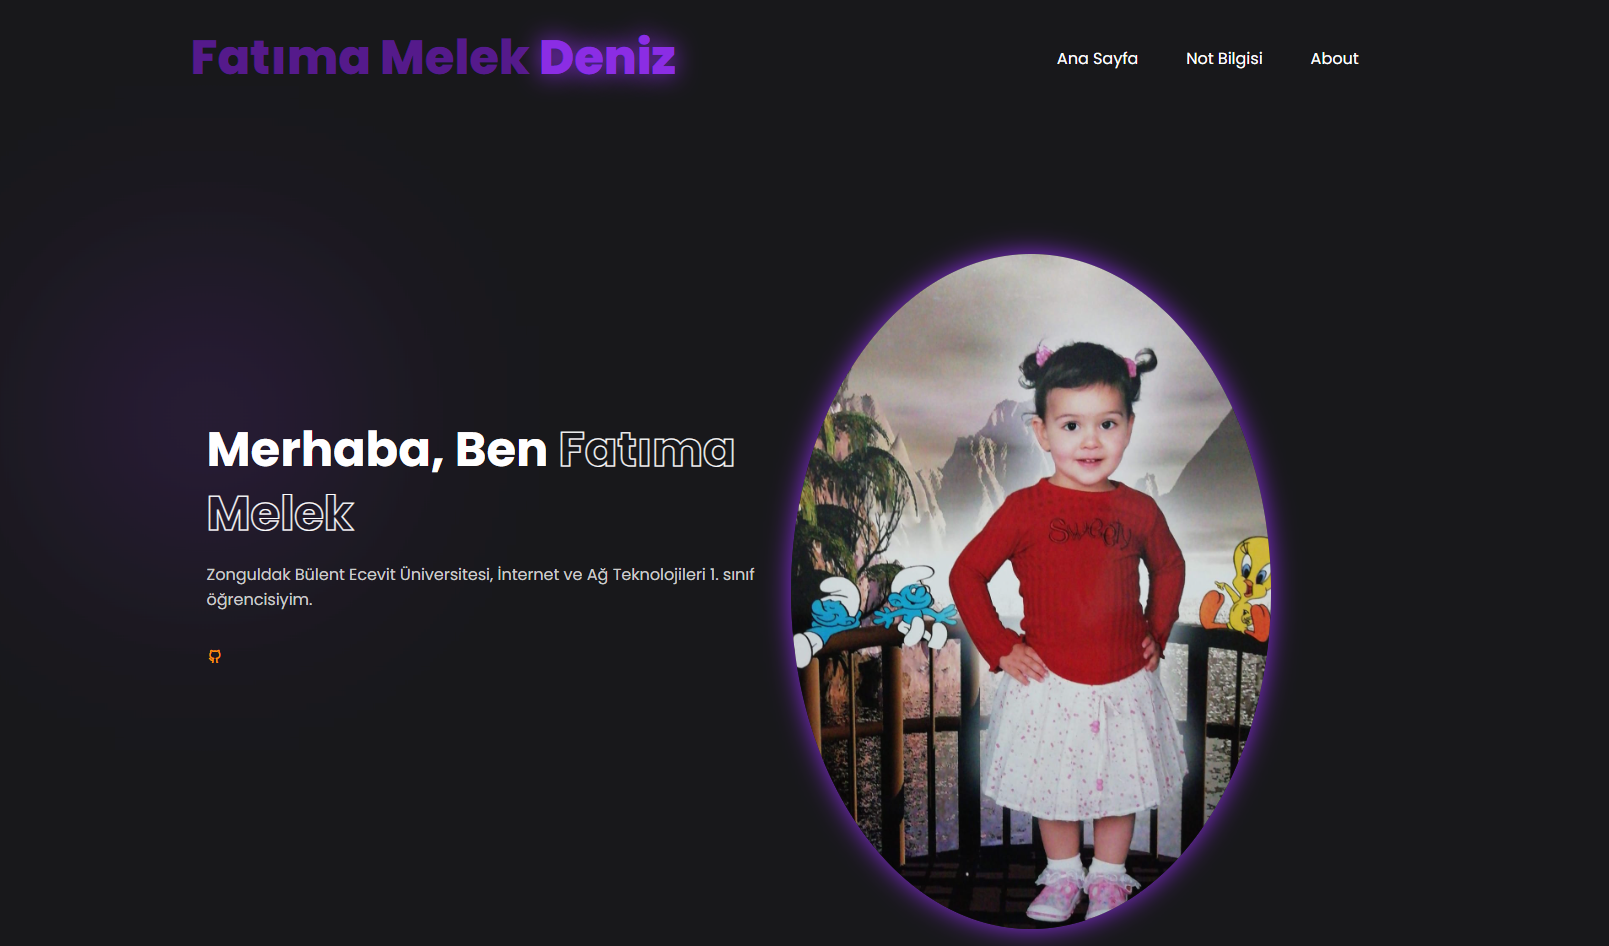 Fatıma Melek Deniz
Ana Sayfa
Not Bilgisi
About
Merhaba, Ben Fatıma
Melek
Zonguldak Bülent Ecevit Üniversitesi, İnternet ve Ağ Teknolojileri 1. sınıf
öğrencisiyim.